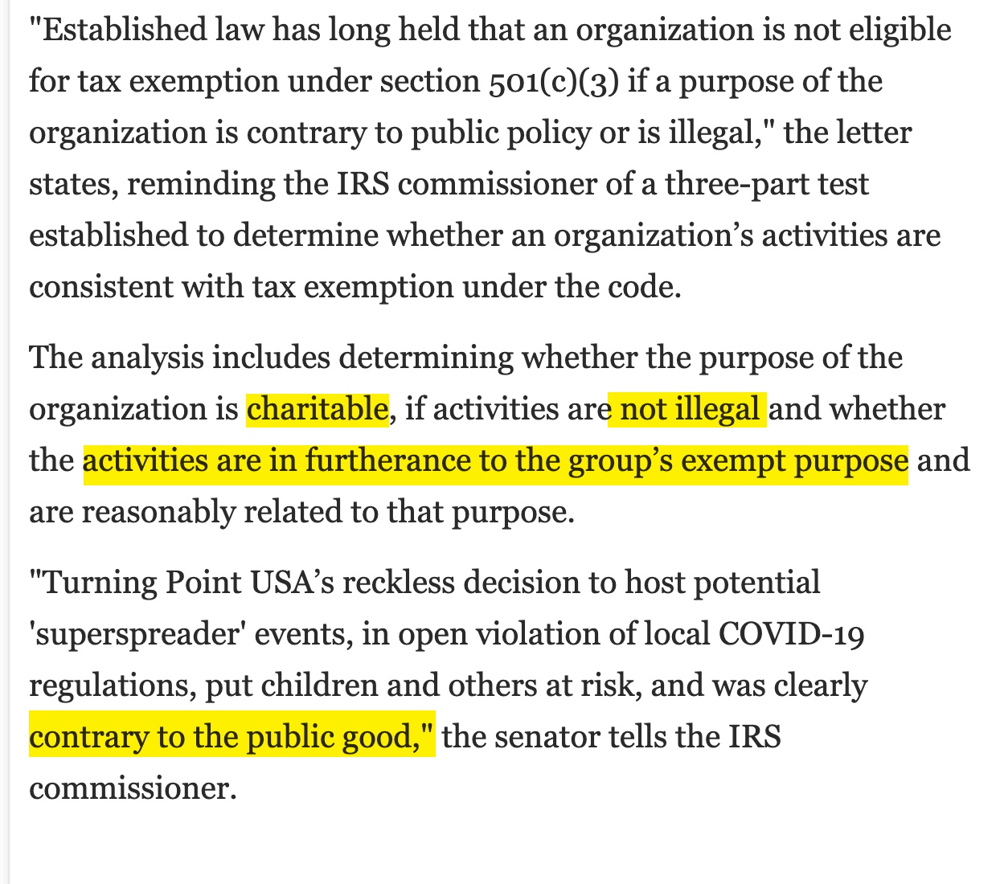 "Established law has long held that an organization is not eligible
for tax exemption under section 501(c)(3) if a purpose of the
organization is contrary to public policy or is illegal," the letter
states, reminding the IRS commissioner of a three-part test
established to determine whether an organization’s activities are
consistent with tax exemption under the code.
The analysis includes determining whether the purpose of the
organization is charitable, if activities are not illegal and whether
the activities are in furtherance to the group’s exempt purpose and
are reasonably related to that purpose.
"Turning Point USA’s reckless decision to host potential
'superspreader' events, in open violation of local COVID-19
regulations, put children and others at risk, and was clearly
contrary to the public good," the senator tells the IRS
commissioner.